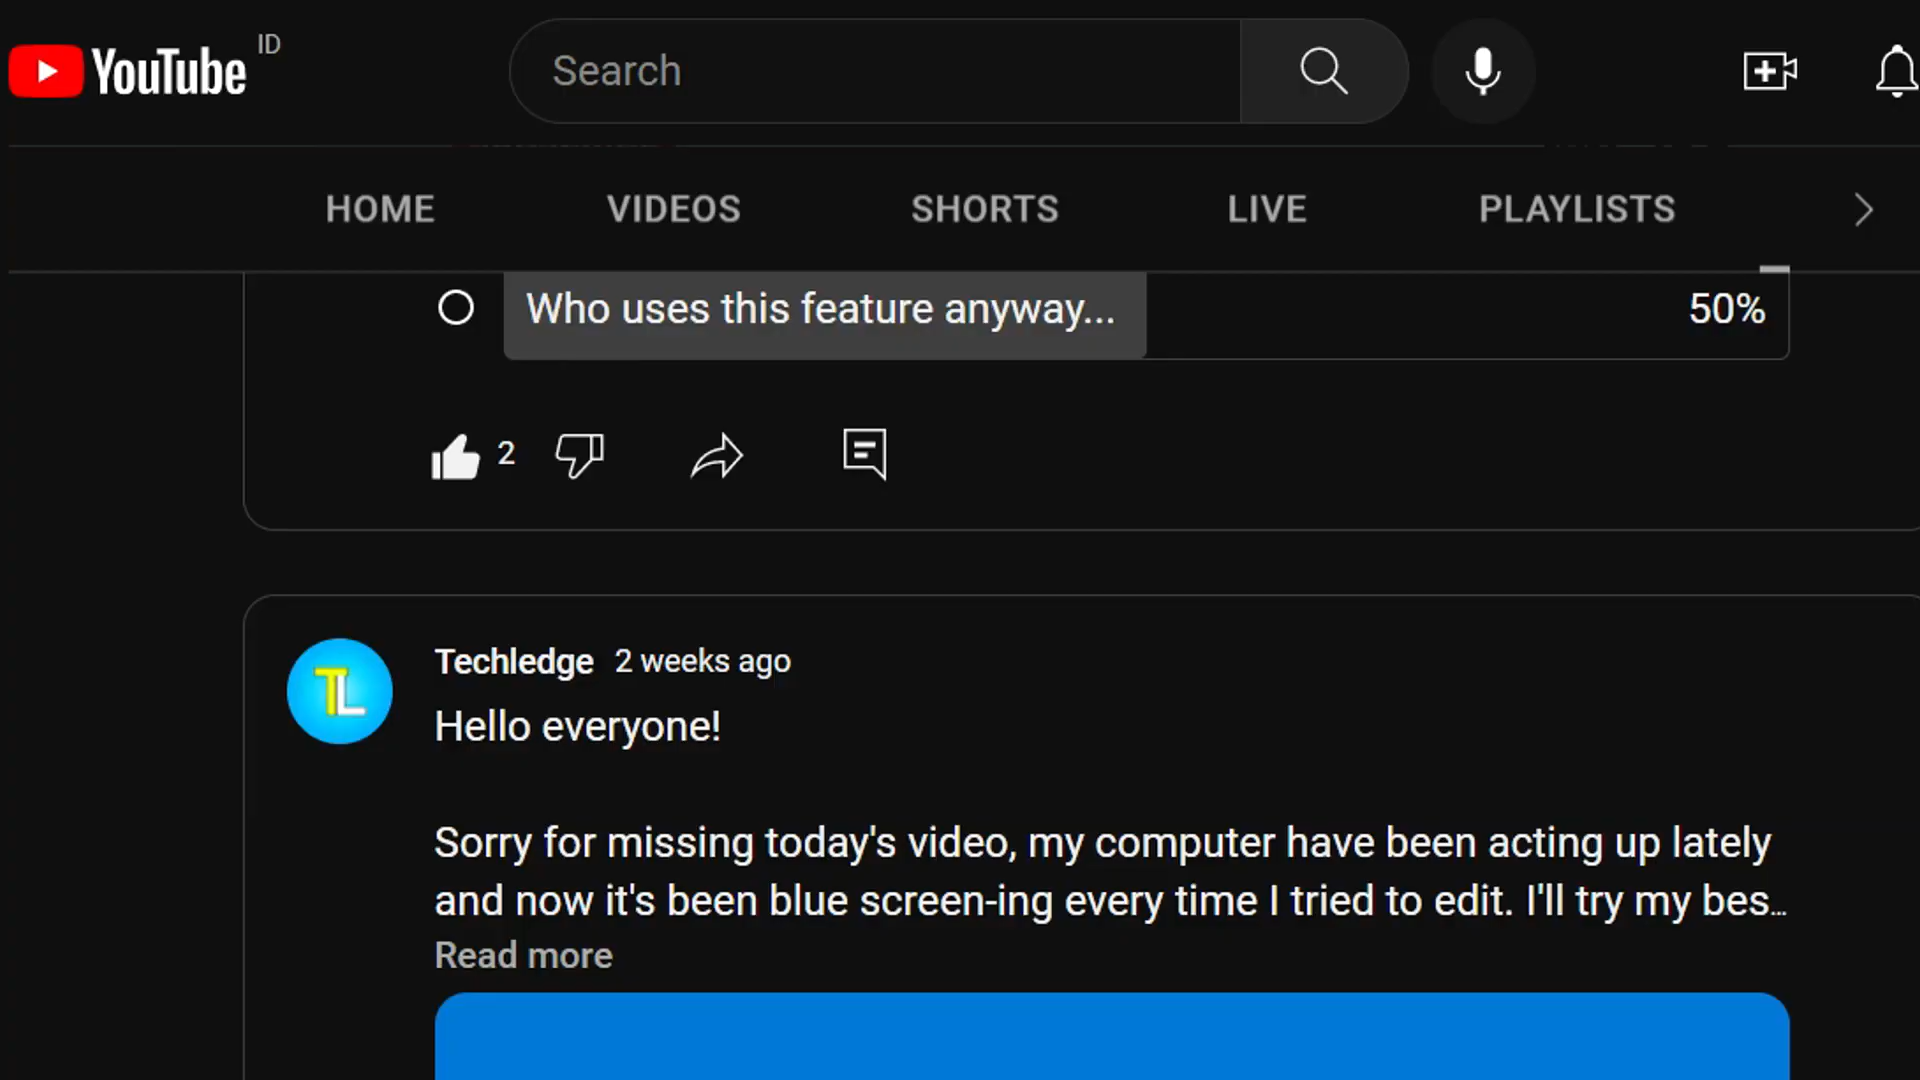 YouTube ID
Search
HOME VIDEOS SHORTS LIVE PLAYLISTS
Who uses this feature anyway... 50%
2
TL
Techledge 2 weeks ago
Hello everyone!
Sorry for missing today's video, my computer have been acting up lately
and now it's been blue screen-ing every time I tried to edit. I'll try my bes...
Read more